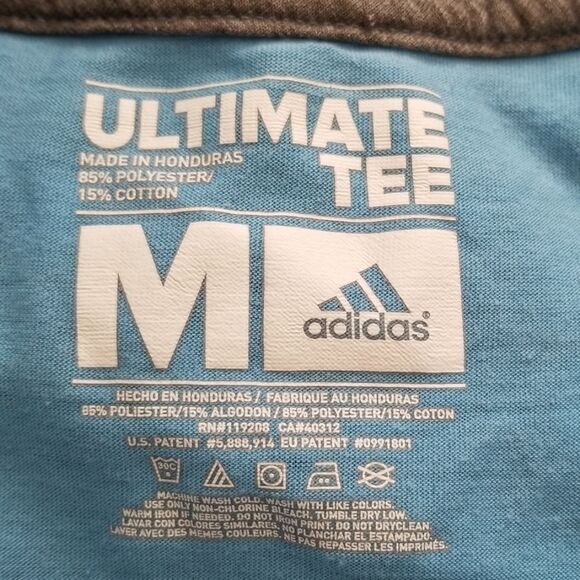 ULTIMATE
TEE
MADE IN HONDURAS
85% POLYESTER/
15% COTTON
M
adidas®
HECHO EN HONDURAS / FABRIQUE AU HONDURAS
85% POLIESTER/15% ALGODON / 85% POLYESTER/15% COTON
RN#119208 CA#40312
U.S. PATENT #5,888,914 EU PATENT #0991801
30C
MACHINE WASH COLD. WASH WITH LIKE COLORS.
USE ONLY NON-CHLORINE BLEACH. TUMBLE DRY LOW.
WARM IRON IF NEEDED. DO NOT IRON PRINT. DO NOT DRYCLEAN
LAVAR CON COLORES SIMILARES. NO PLANCHAR EL ESTAMPADO.
LAVER AVEC DES MEMES COULEURS. NE PAS REPASSER LES IMPRIMÉS.